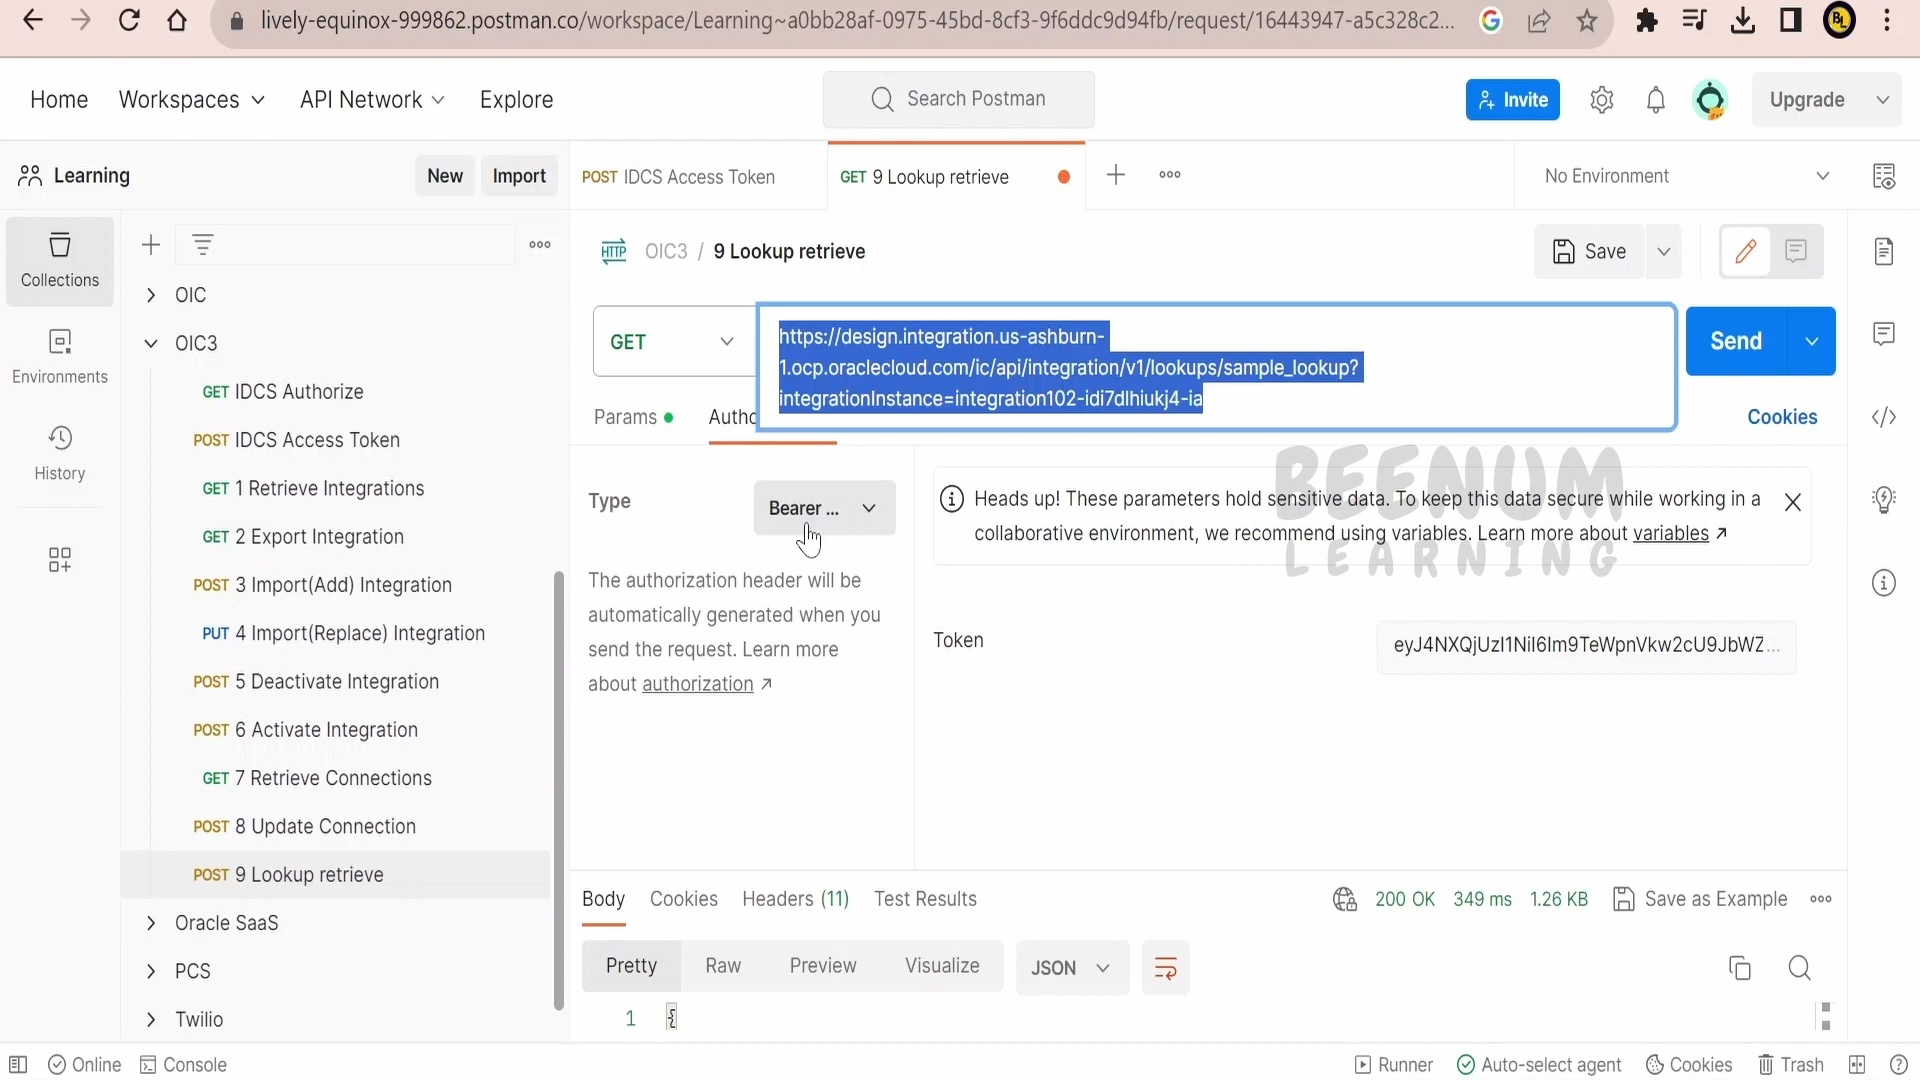 lively-equinox-999862.postman.co/workspace/Learning~a0bb28af-0975-45bd-8cf3-9f6ddc9d94fb/request/16443947-a5c328c2...
BL
Home
Workspaces
API Network
Explore
Search Postman
Invite
Upgrade
Learning
New
Import
POST IDCS Access Token
GET 9 Lookup retrieve
No Environment
Collections
Environments
History
OIC
OIC3
GET IDCS Authorize
POST IDCS Access Token
GET 1 Retrieve Integrations
GET 2 Export Integration
POST 3 Import(Add) Integration
PUT 4 Import(Replace) Integration
POST 5 Deactivate Integration
POST 6 Activate Integration
GET 7 Retrieve Connections
POST 8 Update Connection
POST 9 Lookup retrieve
Oracle SaaS
PCS
Twilio
HTTP OIC3 / 9 Lookup retrieve
Save
GET
https://design.integration.us-ashburn-
1.ocp.oraclecloud.com/ic/api/integration/v1/lookups/sample_lookup?
integrationInstance=integration102-idi7dlhiukj4-ia
Send
Params
Autho
Cookies
BEENUM
LEARNING
Type
Bearer ...
The authorization header will be
automatically generated when you
send the request. Learn more
about authorization ↗
Heads up! These parameters hold sensitive data. To keep this data secure while working in a
collaborative environment, we recommend using variables. Learn more about variables ↗
Token
eyJ4NXQjUzI1NiI6Im9TeWpnVkw2cU9JbWZ...
Body
Cookies
Headers (11)
Test Results
200 OK
349 ms
1.26 KB
Save as Example
Pretty
Raw
Preview
Visualize
JSON
1 {
Online
Console
Runner
Auto-select agent
Cookies
Trash